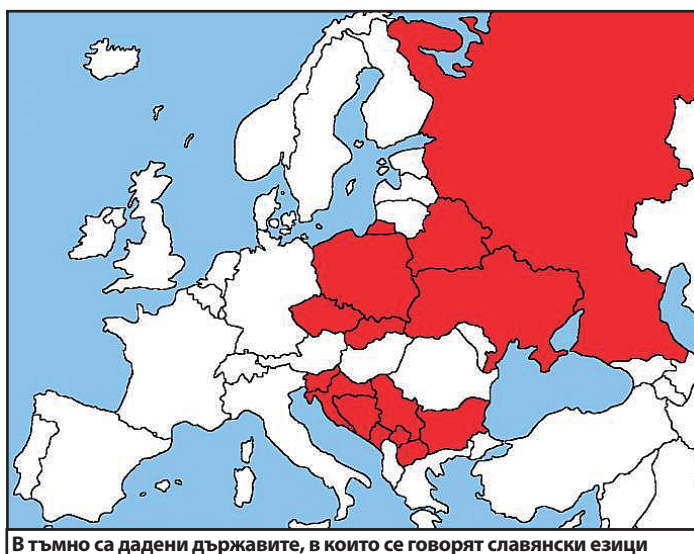 В тъмно са дадени държавите, в които се говорят славянски езици